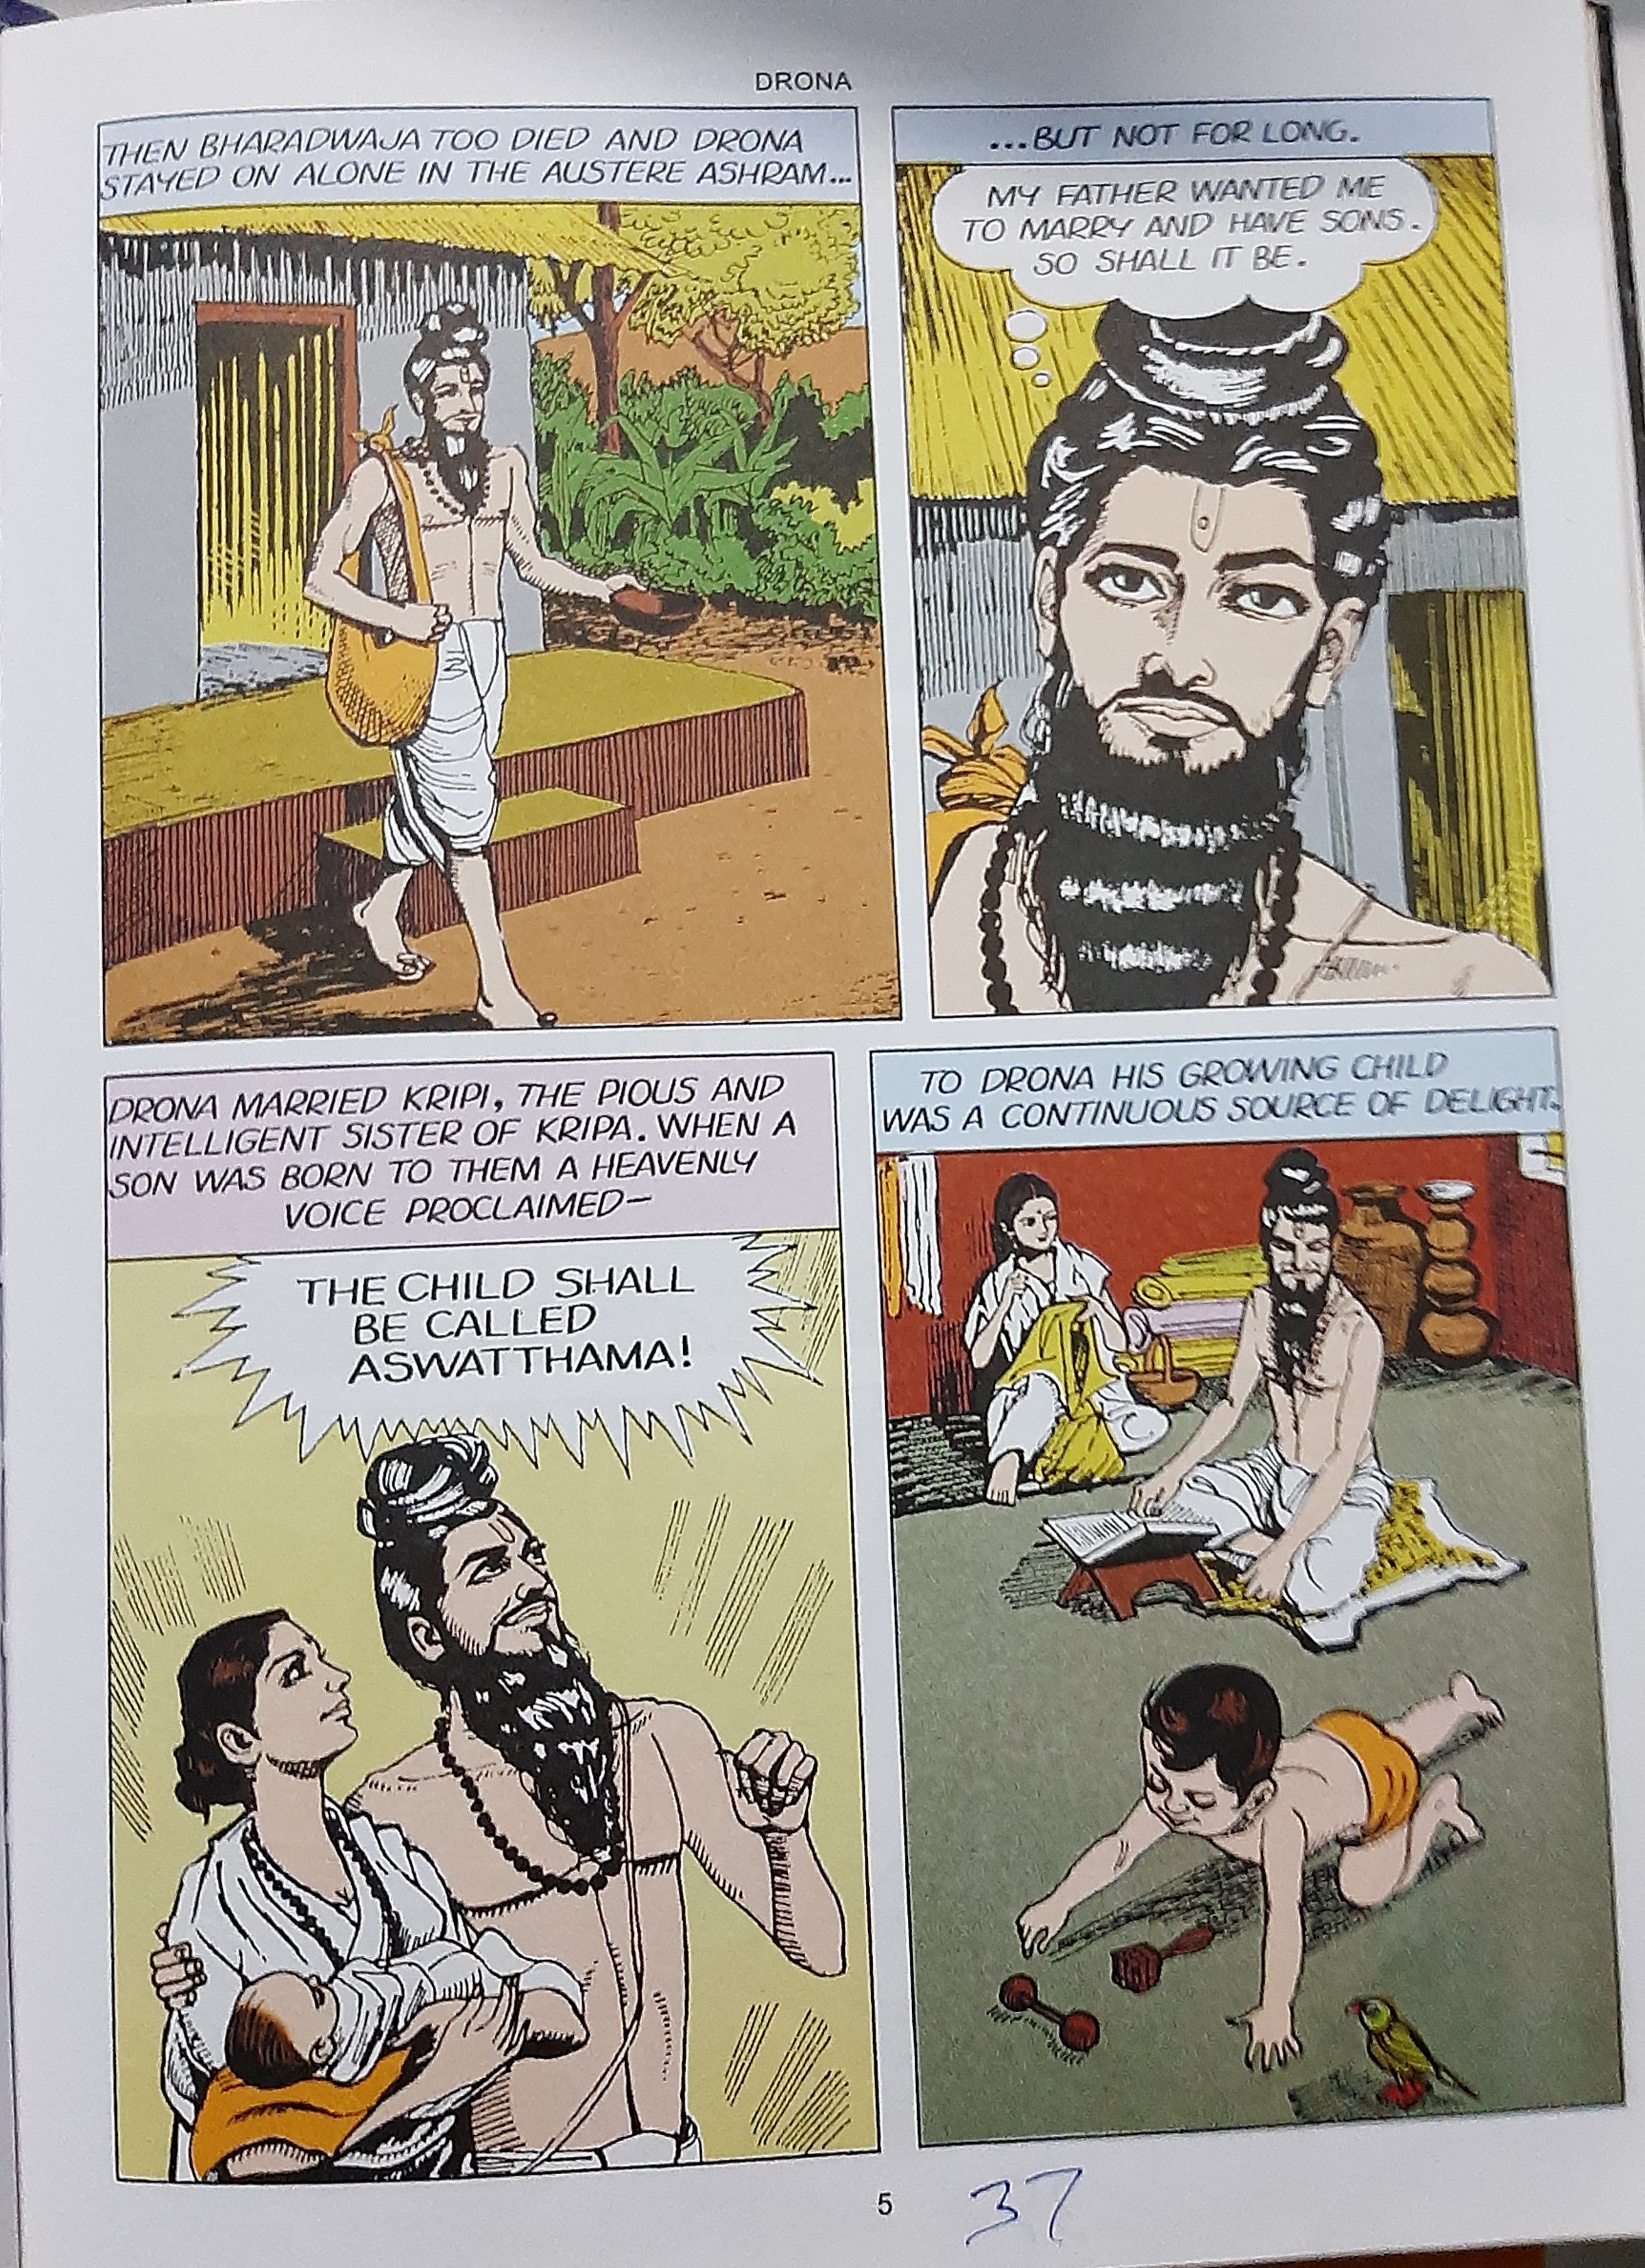 DRONA
THEN BHARADWAJA TOO DIED AND DRONA
STAYED ON ALONE IN THE AUSTERE ASHRAM...
...BUT NOT FOR LONG.
MY FATHER WANTED ME
TO MARRY AND HAVE SONS.
SO SHALL IT BE.
DRONA MARRIED KRIPI, THE PIOUS AND
INTELLIGENT SISTER OF KRIPA. WHEN A
SON WAS BORN TO THEM A HEAVENLY
VOICE PROCLAIMED—
THE CHILD SHALL
BE CALLED
ASWATTHAMA!
TO DRONA HIS GROWING CHILD
WAS A CONTINUOUS SOURCE OF DELIGHT.
5
37